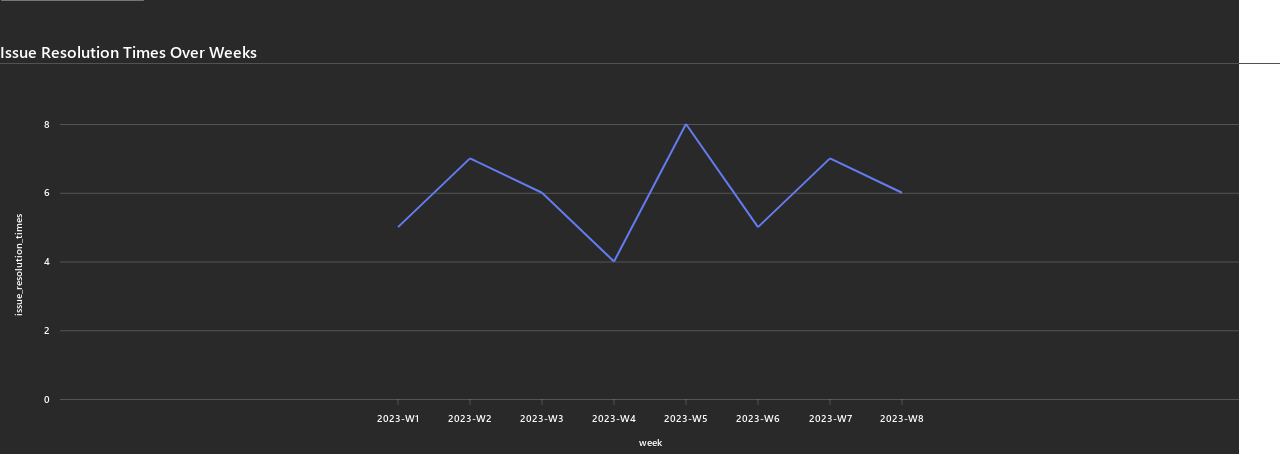 Issue Resolution Times Over Weeks
8
6
4
2
0
issue_resolution_times
2023-W1 2023-W2 2023-W3 2023-W4 2023-W5 2023-W6 2023-W7 2023-W8
week